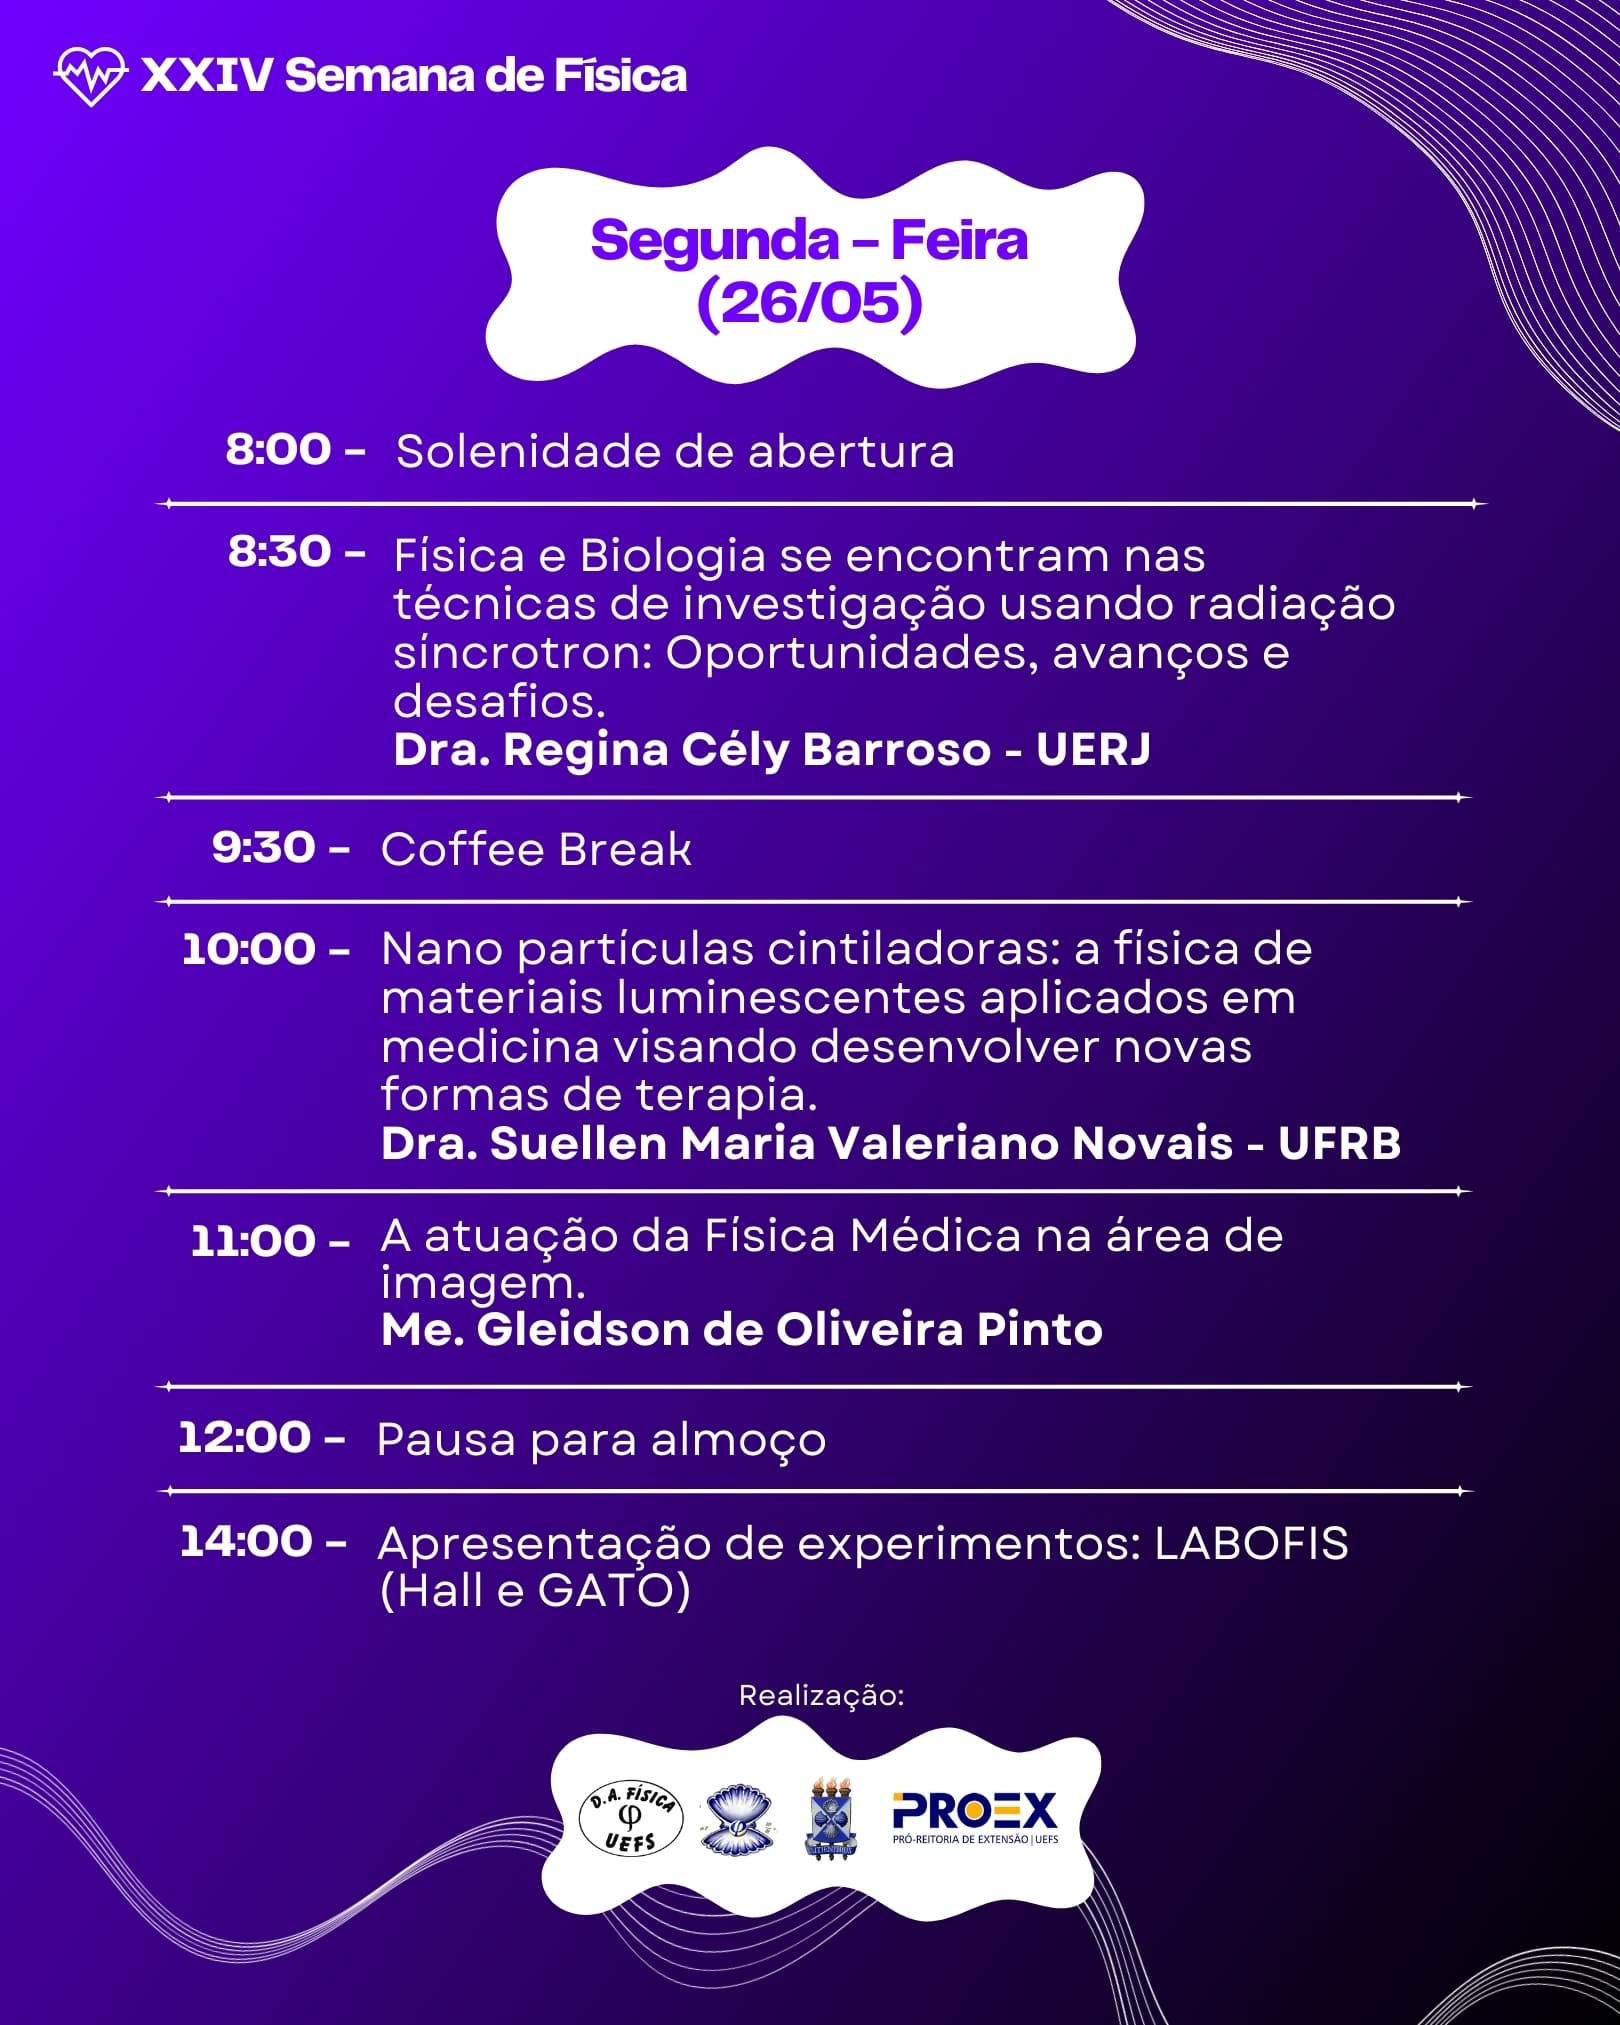 XXIV Semana de Física
Segunda - Feira
(26/05)
8:00 - Solenidade de abertura
8:30 - Física e Biologia se encontram nas
técnicas de investigação usando radiação
síncrotron: Oportunidades, avanços e
desafios.
Dra. Regina Cély Barroso - UERJ
9:30 - Coffee Break
10:00 - Nano partículas cintiladoras: a física de
materiais luminescentes aplicados em
medicina visando desenvolver novas
formas de terapia.
Dra. Suellen Maria Valeriano Novais - UFRB
11:00 - A atuação da Física Médica na área de
imagem.
Me. Gleidson de Oliveira Pinto
12:00 - Pausa para almoço
14:00 - Apresentação de experimentos: LABOFIS
(Hall e GATO)
Realização:
D.A. FÍSICA
φ
UEFS
PROEX
PRÓ-REITORIA DE EXTENSÃO | UEFS